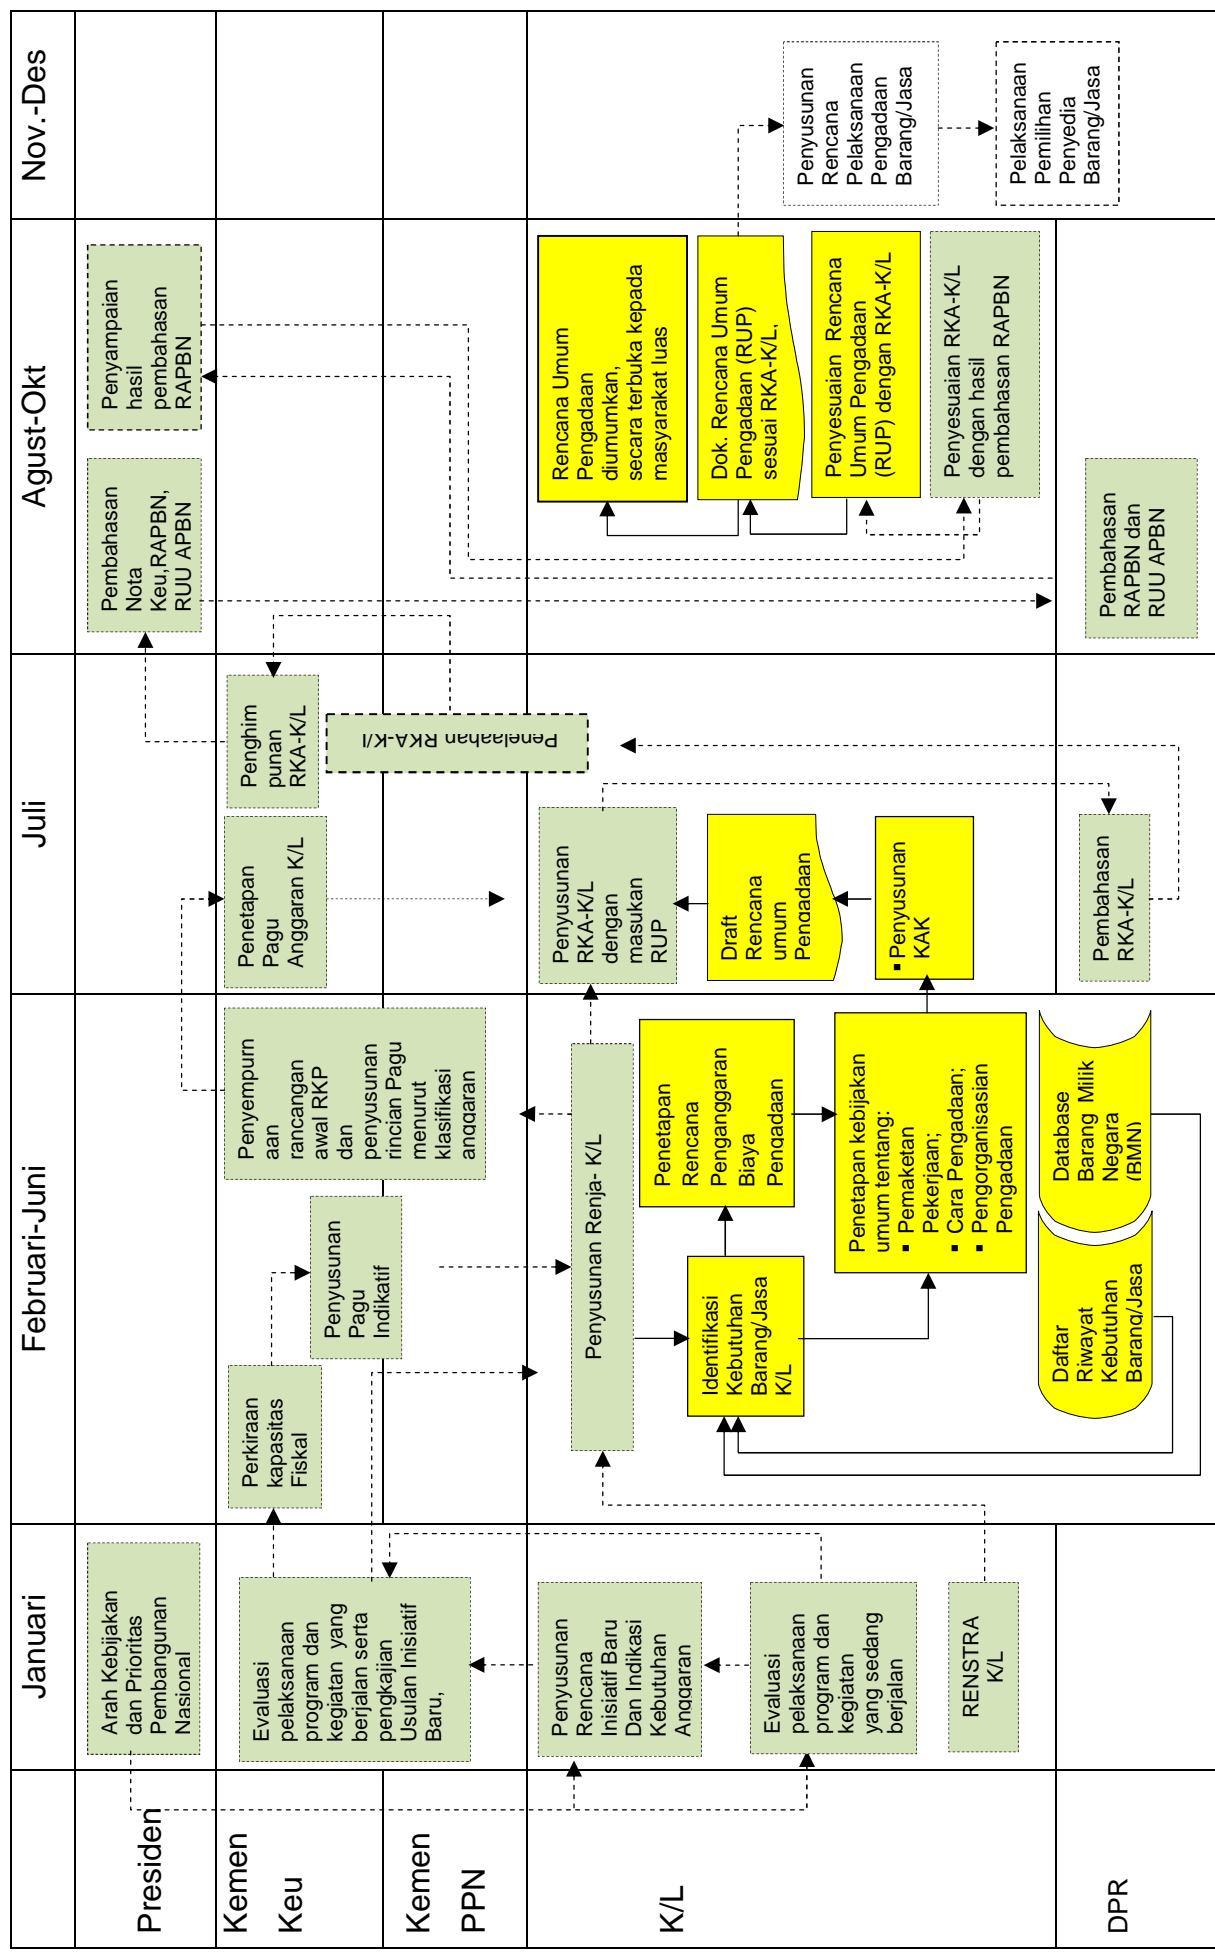 Januari
Februari-Juni
Juli
Agust-Okt
Nov.-Des
Presiden
Arah Kebijakan
dan Prioritas
Pembangunan
Nasional
Pembahasan
Nota
Keu,RAPBN,
RUU APBN
Penyampaian
hasil
pembahasan
RAPBN
Kemen
Keu
Kemen
PPN
Evaluasi
pelaksanaan
program dan
kegiatan yang
berjalan serta
pengkajian
Usulan Inisiatif
Baru,
Perkiraan
kapasitas
Fiskal
Penyusunan
Pagu
Indikatif
Penyempurn
aan
rancangan
awal RKP
dan
penyusunan
rincian Pagu
menurut
klasifikasi
anggaran
Penetapan
Pagu
Anggaran K/L
Penghim
punan
RKA-K/L
Penelaahan RKA-K/l
K/L
Penyusunan
Rencana
Inisiatif Baru
Dan Indikasi
Kebutuhan
Anggaran
Evaluasi
pelaksanaan
program dan
kegiatan
yang sedang
berjalan
RENSTRA
K/L
Penyusunan Renja- K/L
Identifikasi
Kebutuhan
Barang/Jasa
K/L
Penetapan
Rencana
Penganggaran
Biaya
Pengadaan
Penetapan kebijakan
umum tentang:
▪ Pemaketan
Pekerjaan;
▪ Cara Pengadaan;
▪ Pengorganisasian
Pengadaan
Daftar
Riwayat
Kebutuhan
Barang/Jasa
Database
Barang Milik
Negara
(BMN)
Penyusunan
RKA-K/L
dengan
masukan
RUP
Draft
Rencana
umum
Pengadaan
▪ Penyusunan
KAK
Rencana Umum
Pengadaan
diumumkan,
secara terbuka kepada
masyarakat luas
Dok. Rencana Umum
Pengadaan (RUP)
sesuai RKA-K/L,
Penyesuaian Rencana
Umum Pengadaan
(RUP) dengan RKA-K/L
Penyesuaian RKA-K/L
dengan hasil
pembahasan RAPBN
Penyusunan
Rencana
Pelaksanaan
Pengadaan
Barang/Jasa
Pelaksanaan
Pemilihan
Penyedia
Barang/Jasa
DPR
Pembahasan
RKA-K/L
Pembahasan
RAPBN dan
RUU APBN